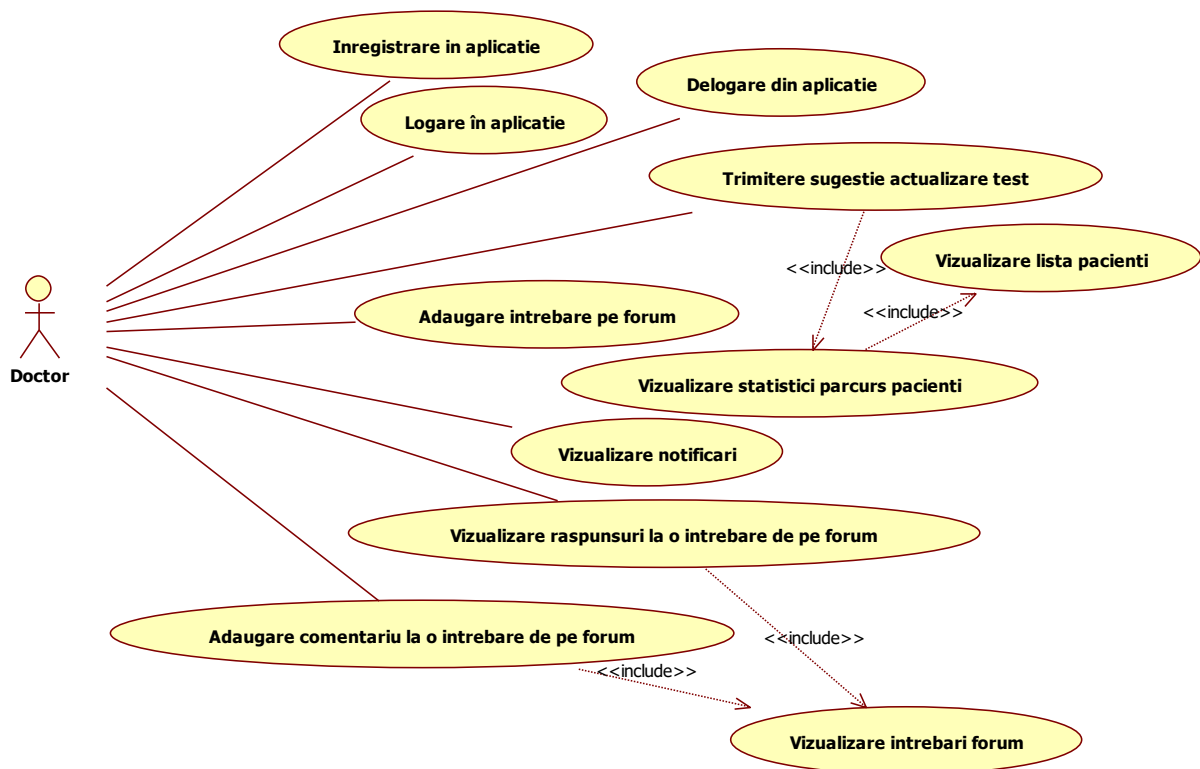 Inregistrare in aplicatie
Delogare din aplicatie
Logare în aplicatie
Trimitere sugestie actualizare test
Vizualizare lista pacienti
<<include>>
<<include>>
Adaugare intrebare pe forum
Doctor
Vizualizare statistici parcurs pacienti
Vizualizare notificari
Vizualizare raspunsuri la o intrebare de pe forum
Adaugare comentariu la o intrebare de pe forum
<<include>>
<<include>>
Vizualizare intrebari forum